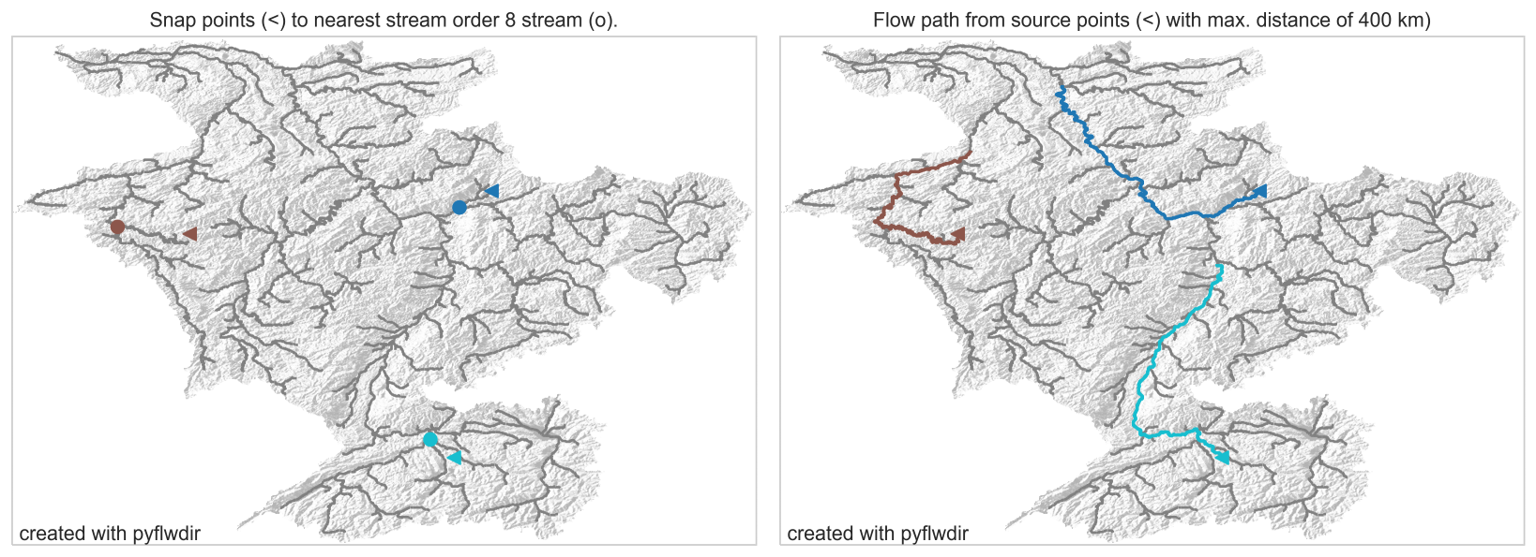 Snap points (<) to nearest stream order 8 stream (o).
Flow path from source points (<) with max. distance of 400 km)
created with pyflwdir
created with pyflwdir